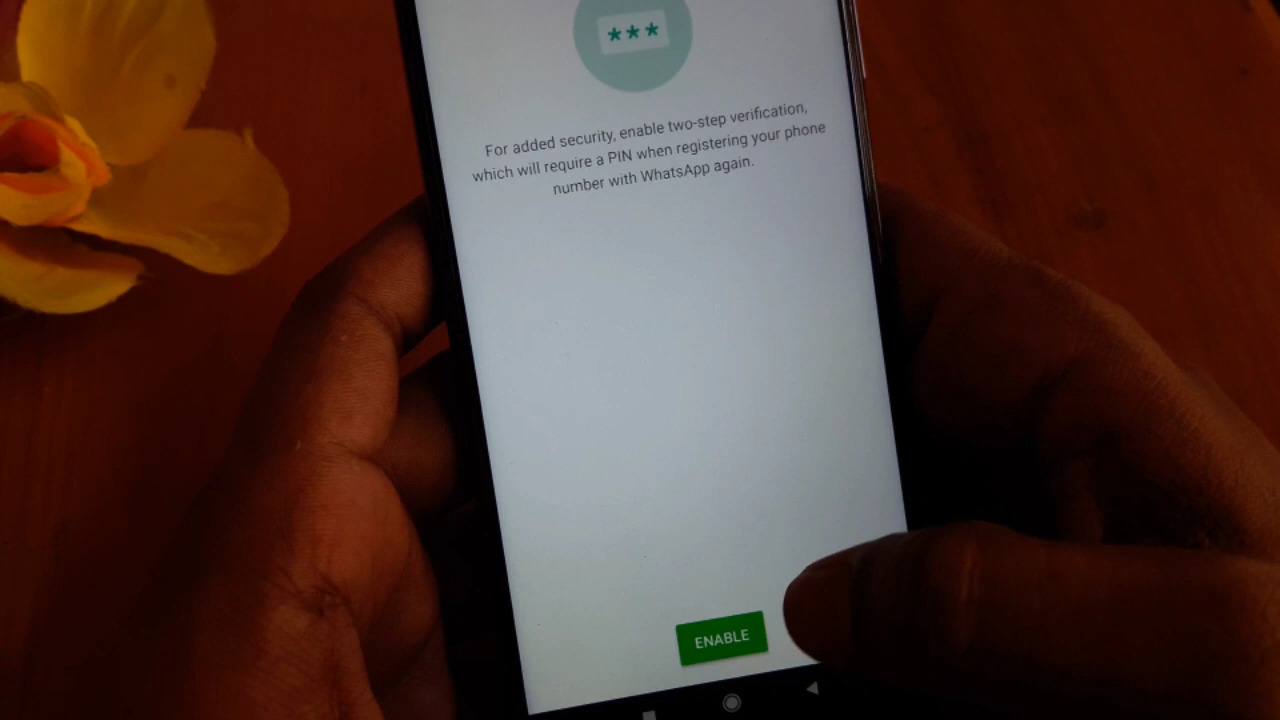 ***
For added security, enable two-step verification,
which will require a PIN when registering your phone
number with WhatsApp again.
ENABLE